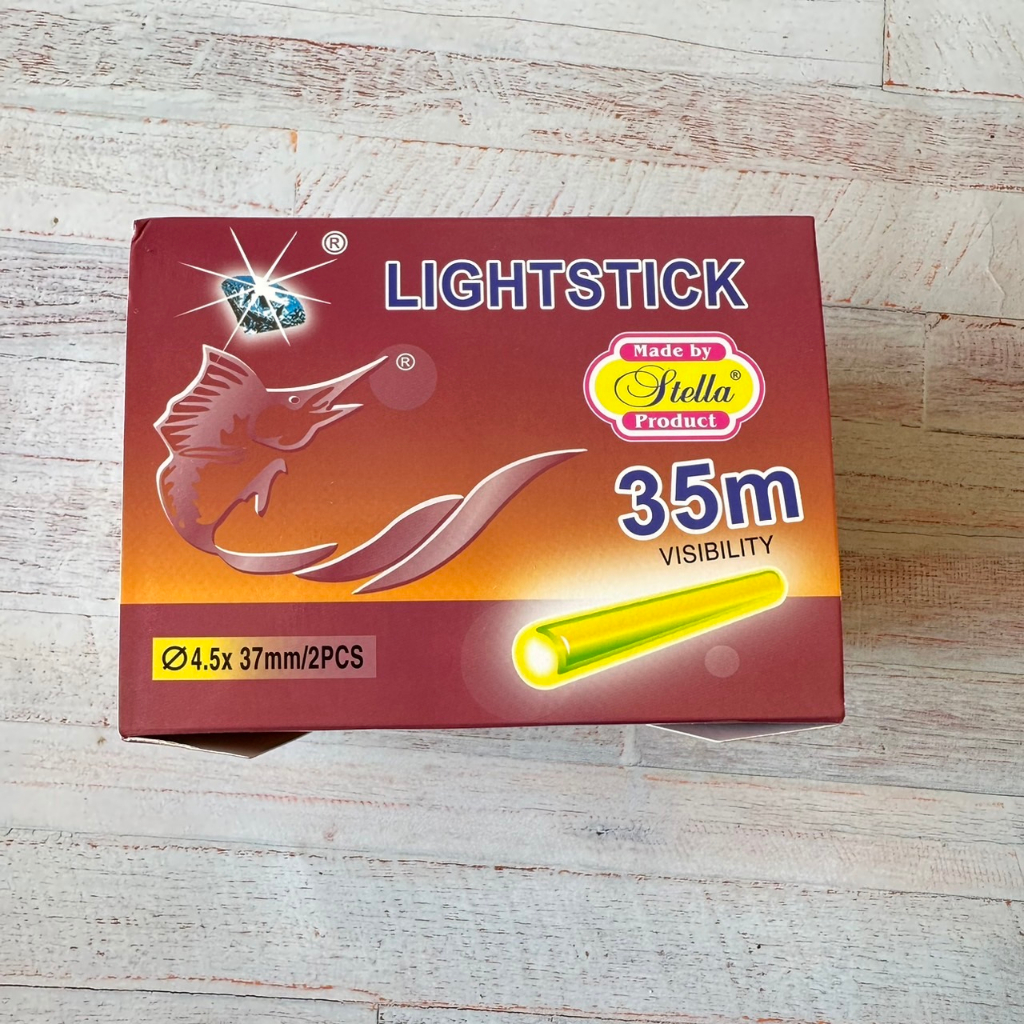 ®
LIGHTSTICK
®
Made by
Stella®
Product
35m
VISIBILITY
Ø4.5x 37mm/2PCS